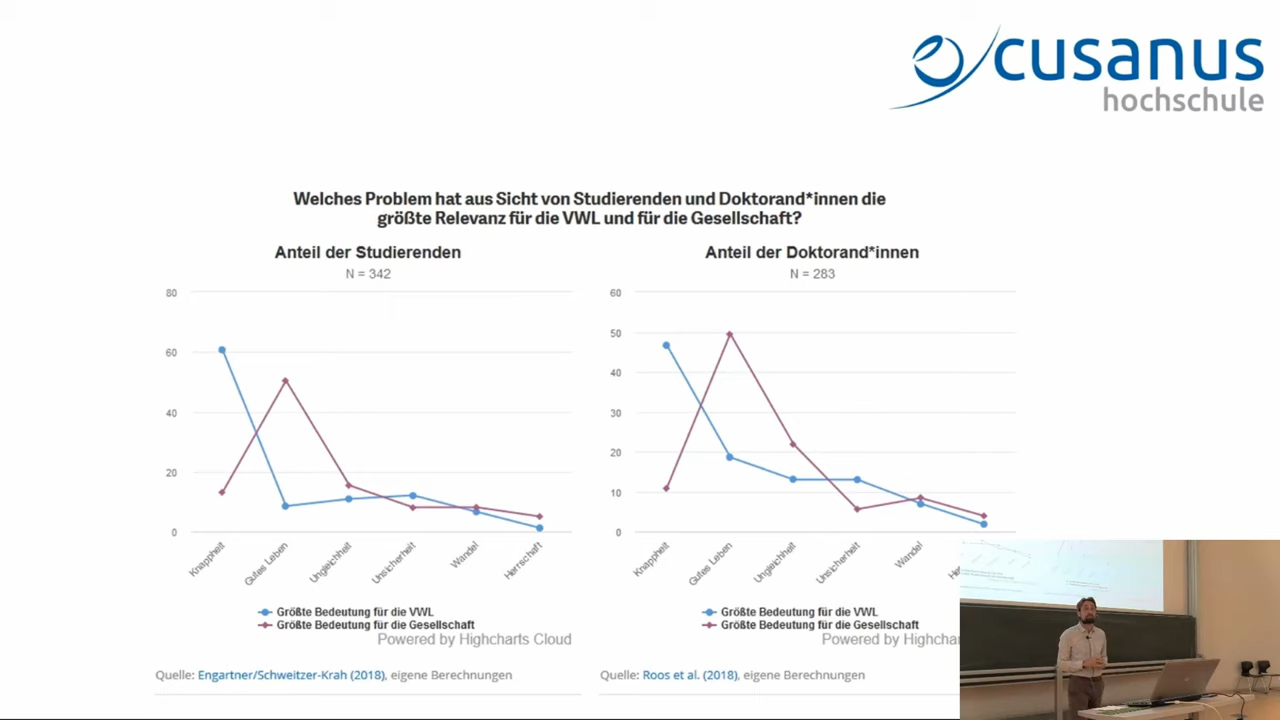 cusanus
hochschule
Welches Problem hat aus Sicht von Studierenden und Doktorand*innen die
größte Relevanz für die VWL und für die Gesellschaft?
Anteil der Studierenden
N = 342
80
60
40
20
0
Knappheit
Gutes Leben
Ungleichheit
Unsicherheit
Wandel
Herrschaft
Größte Bedeutung für die VWL
Größte Bedeutung für die Gesellschaft
Powered by Highcharts Cloud
Quelle: Engartner/Schweitzer-Krah (2018), eigene Berechnungen
Anteil der Doktorand*innen
N = 283
60
50
40
30
20
10
0
Knappheit
Gutes Leben
Ungleichheit
Unsicherheit
Wandel
Größte Bedeutung für die VWL
Größte Bedeutung für die Gesellschaft
Powered by Highchar
Quelle: Roos et al. (2018), eigene Berechnungen